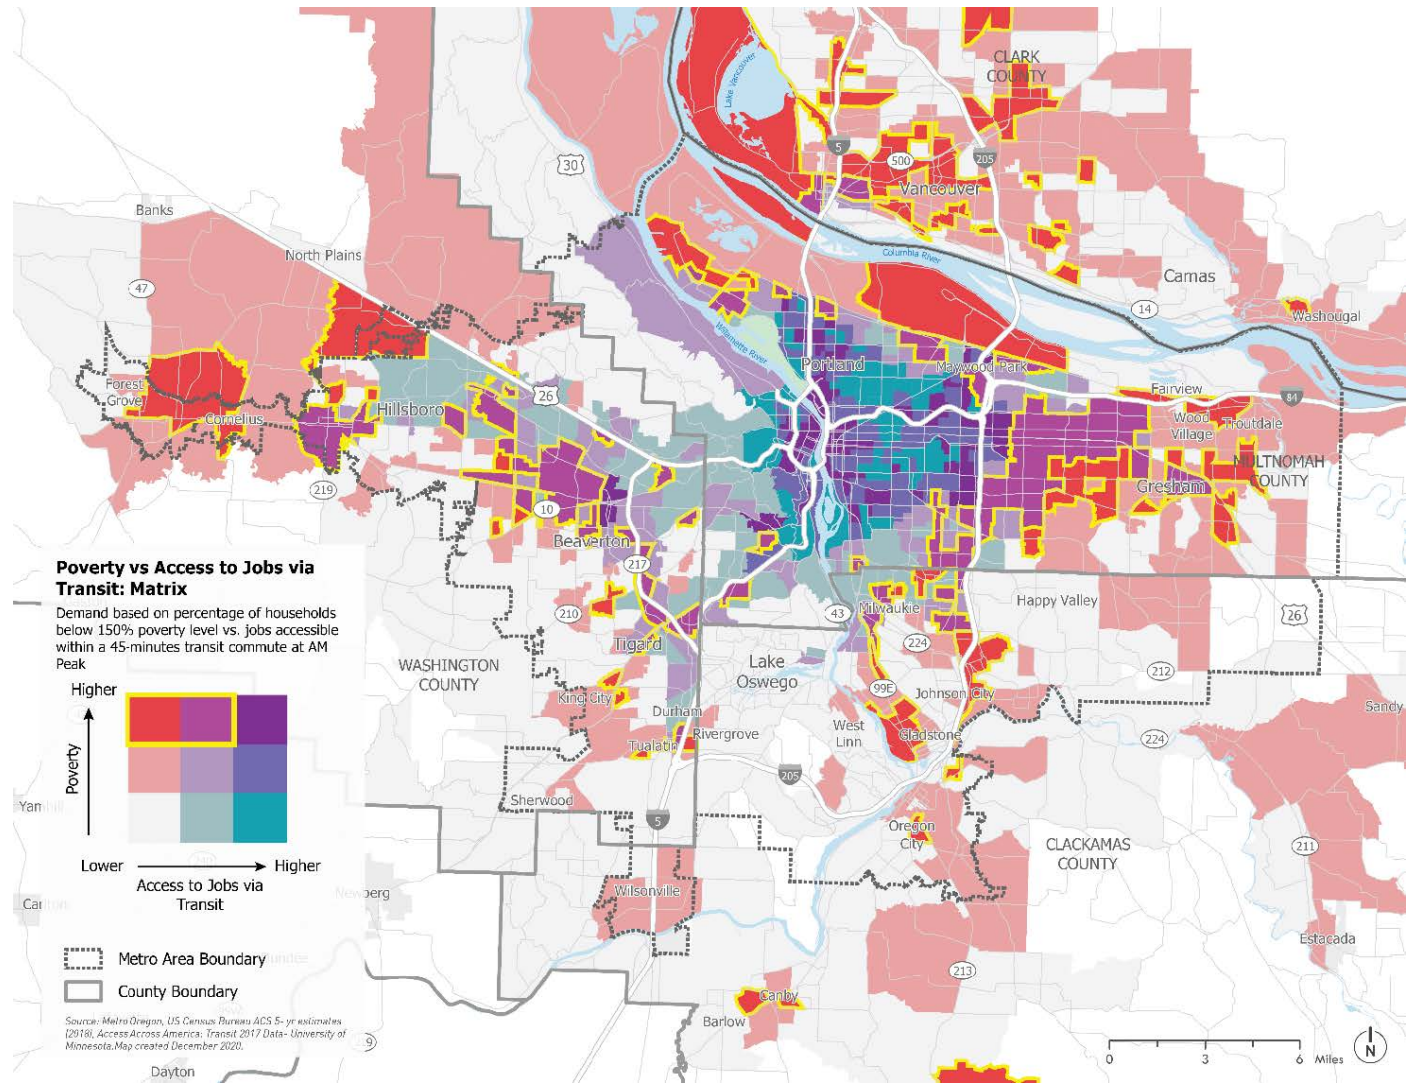 CLARK
COUNTY
Lake Vancouver
5
30
500
205
Vancouver
Banks
North Plains
Columbia River
Camas
47
14
Washougal
Willamette River
Portland
Maywood Park
Forest
Grove
Cornelius
Hillsboro
26
Fairview
84
Wood
Village
Troutdale
MULTNOMAH
COUNTY
Gresham
219
10
Beaverton
217
Poverty vs Access to Jobs via
Transit: Matrix
Demand based on percentage of households
below 150% poverty level vs. jobs accessible
within a 45-minutes transit commute at AM
Peak
Higher
Poverty
Lower
Higher
Access to Jobs via
Transit
210
43
Milwaukie
Happy Valley
26
Tigard
224
WASHINGTON
COUNTY
Lake
Oswego
212
King City
99E
Johnson City
Sandy
Durham
Tualatin
Rivergrove
West
Linn
Gladstone
224
205
Sherwood
5
Oregon
City
CLACKAMAS
COUNTY
211
Wilsonville
Newberg
Estacada
213
Canby
Barlow
Metro Area Boundary
County Boundary
Source: Metro Oregon, US Census Bureau ACS 5- yr estimates
(2018), Access Across America: Transit 2017 Data- University of
Minnesota.Map created December 2020.
Dayton
0 3 6 Miles
N